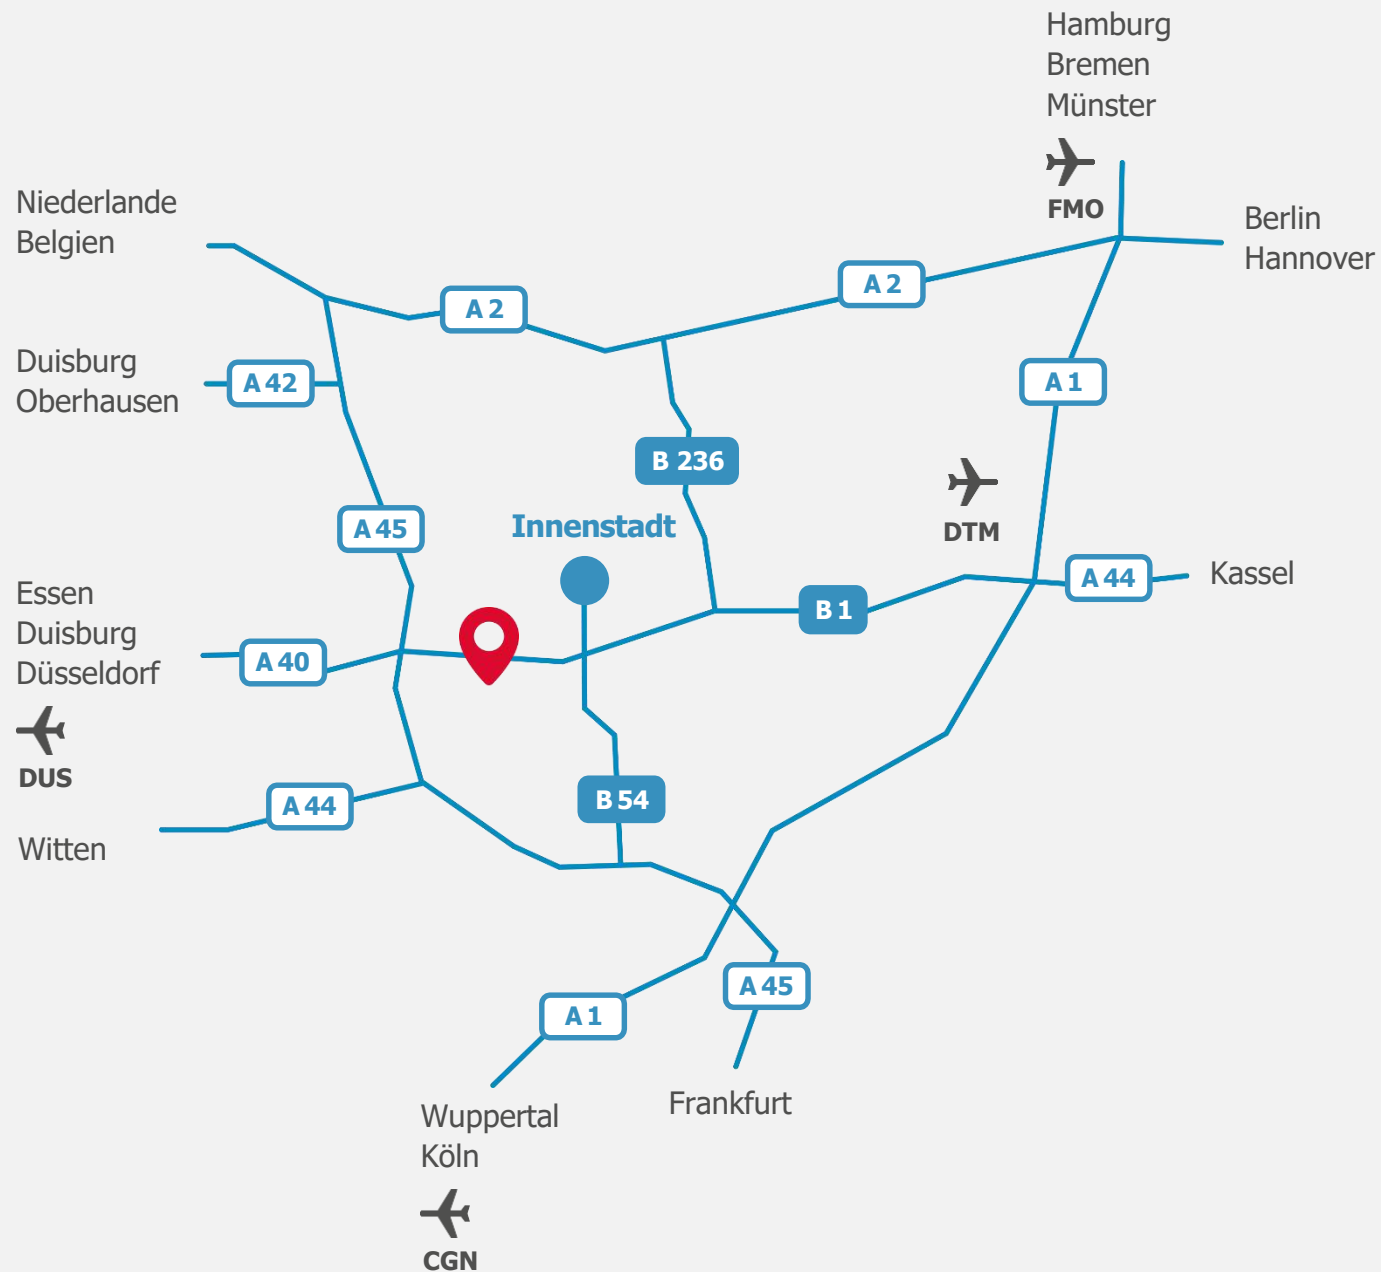 Hamburg
Bremen
Münster
FMO
Niederlande
Belgien
Berlin
Hannover
A 2
A 2
Duisburg
Oberhausen
A 42
A 1
B 236
A 45
Innenstadt
DTM
A 44
Kassel
Essen
Duisburg
Düsseldorf
B 1
A 40
DUS
A 44
B 54
Witten
A 45
A 1
Frankfurt
Wuppertal
Köln
CGN